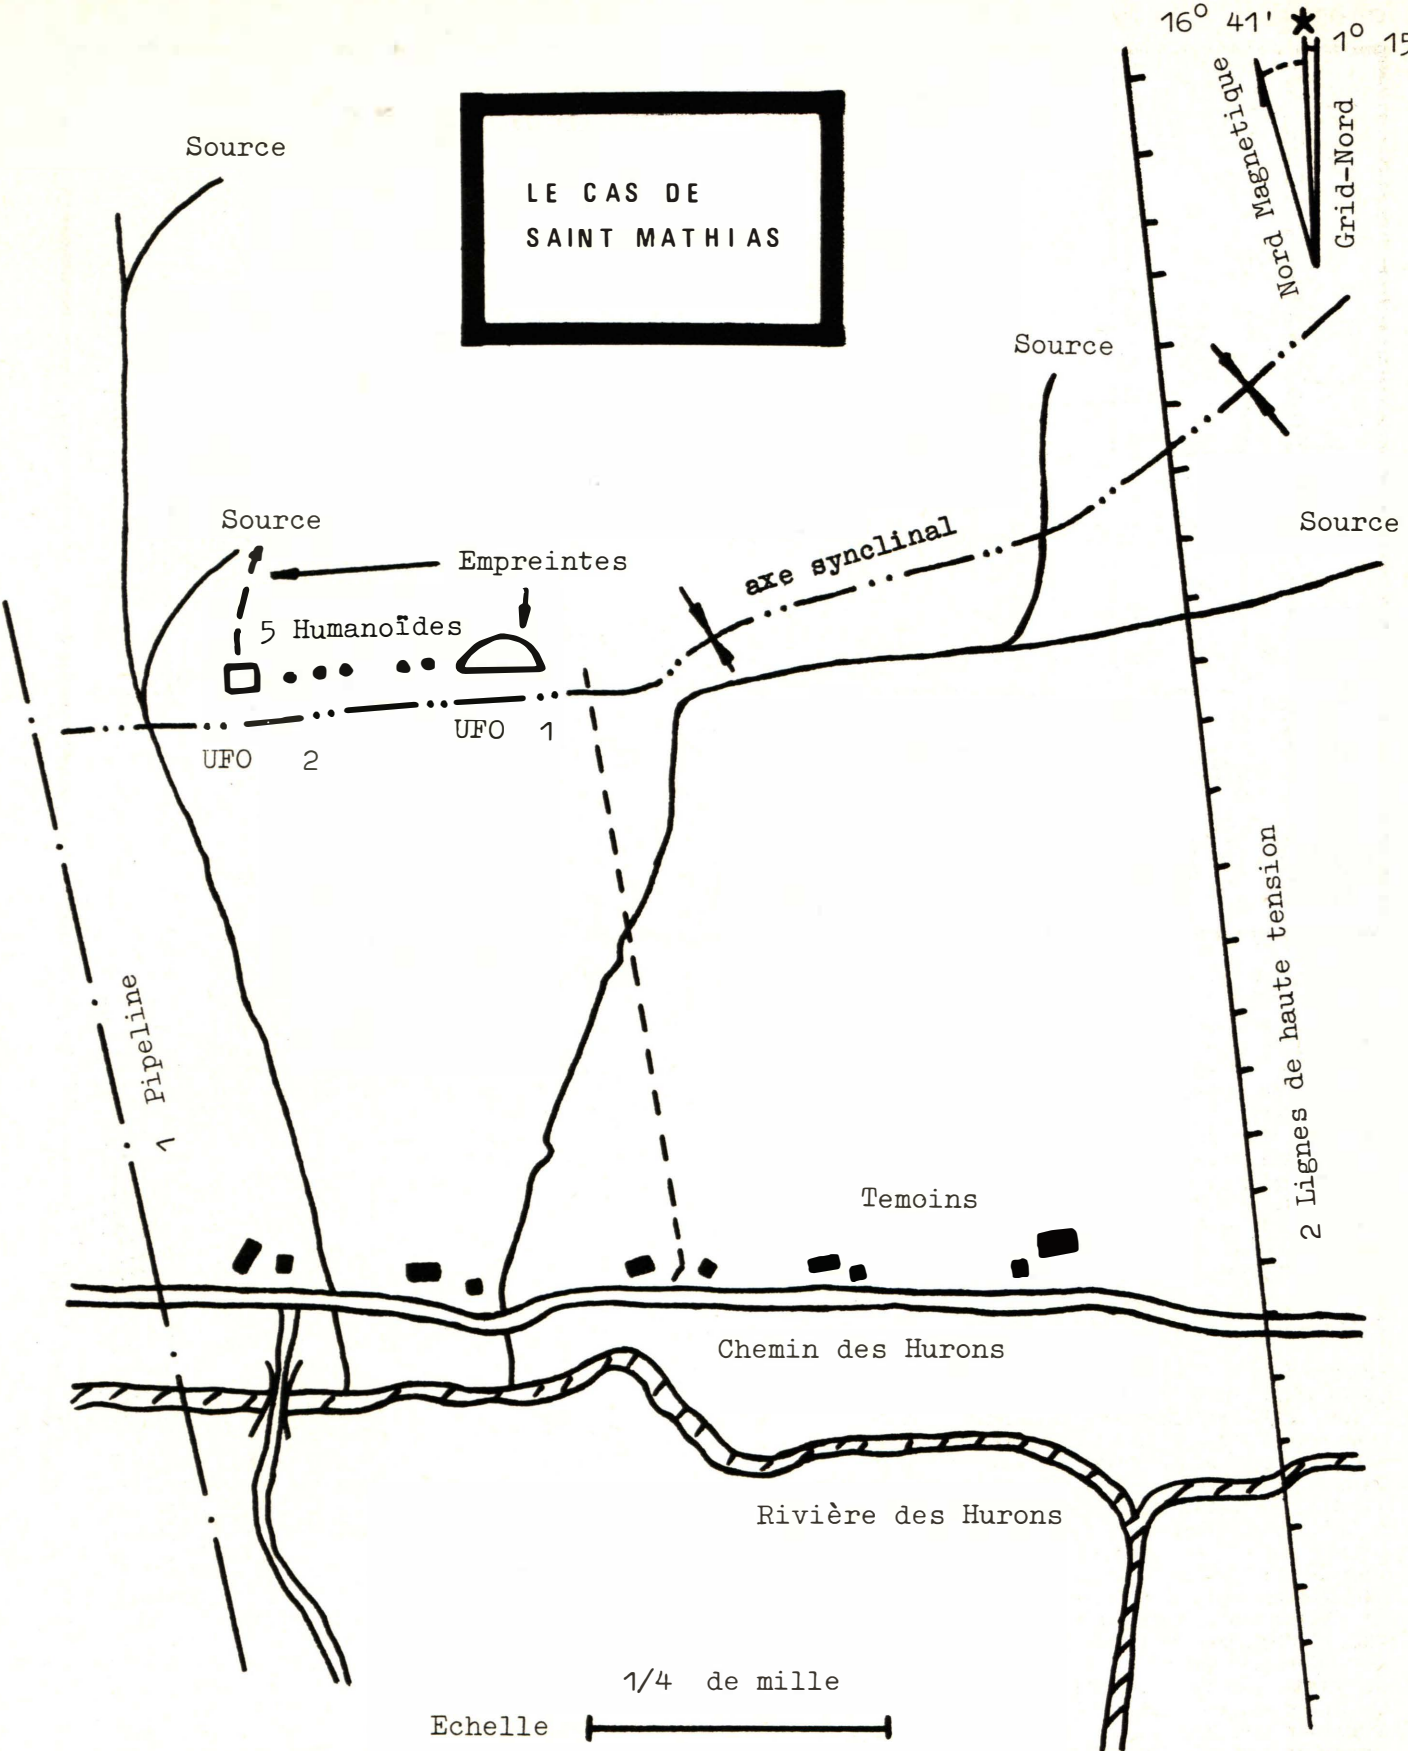 16° 41'
1° 15
Nord Magnetique
Grid-Nord
Source
LE CAS DE
SAINT MATHIAS
Source
Source
Source
Empreintes
axe synclinal
5 Humanoïdes
UFO 1
UFO 2
1 Pipeline
2 Lignes de haute tension
Temoins
Chemin des Hurons
Rivière des Hurons
1/4 de mille
Echelle